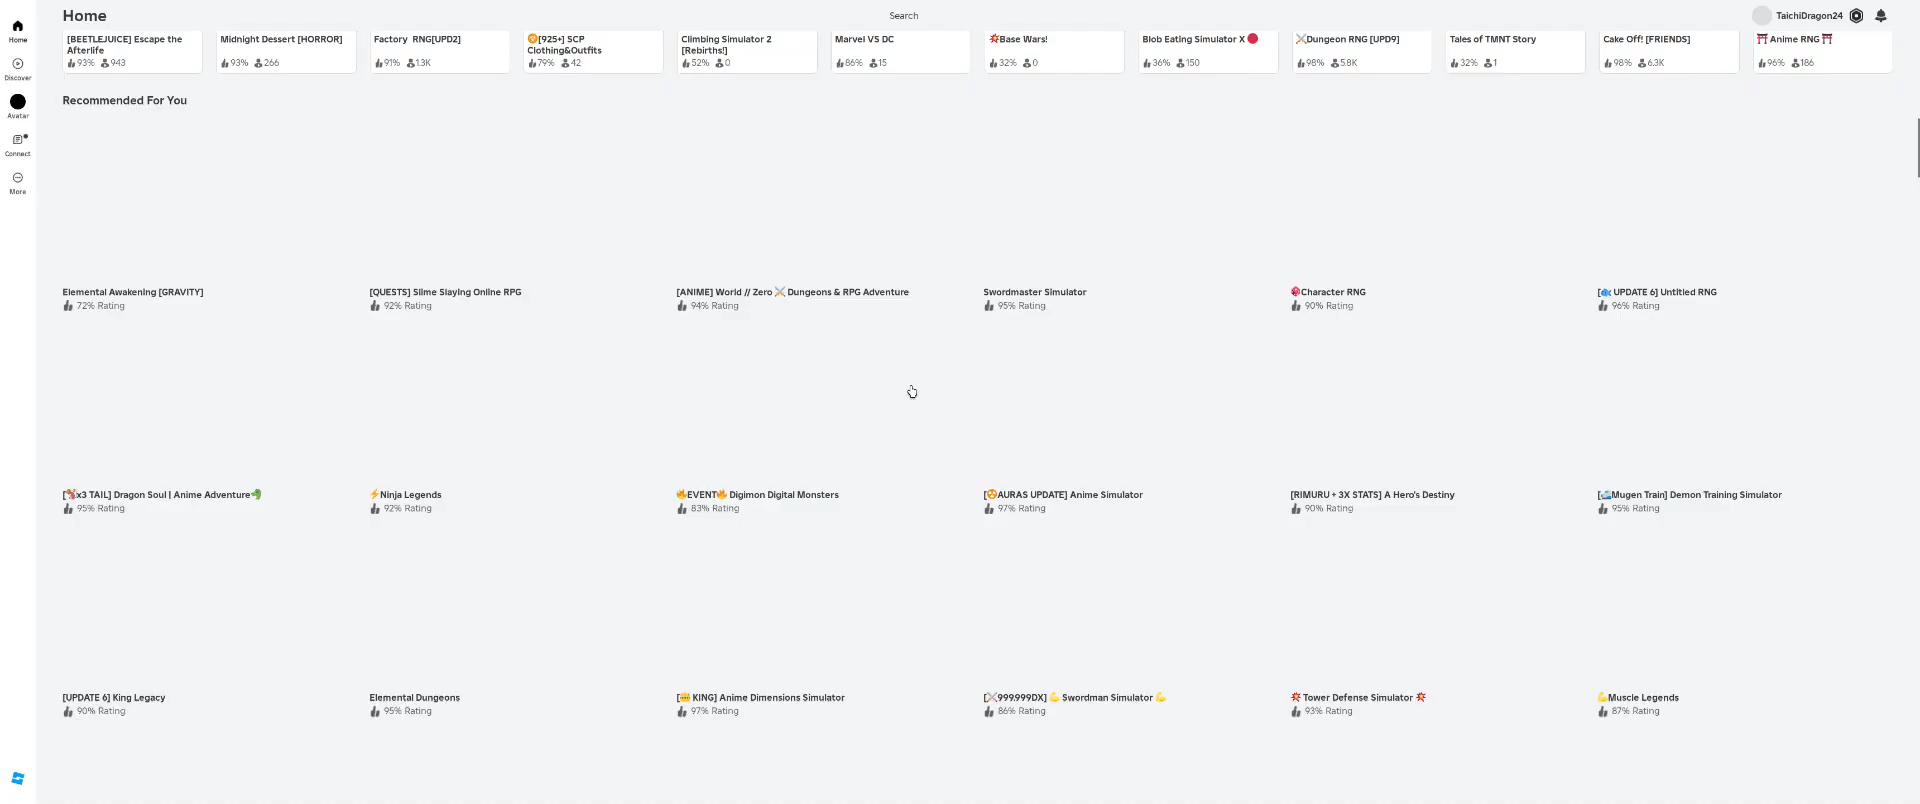 Home
Search
TaichiDragon24
Home
Discover
Avatar
Connect
More
[BEETLEJUICE] Escape the
Afterlife
93% 943
Midnight Dessert [HORROR]
93% 266
Factory RNG[UPD2]
91% 1.3K
[925+] SCP
Clothing&Outfits
79% 42
Climbing Simulator 2
[Rebirths!]
52% 0
Marvel VS DC
86% 15
💥Base Wars!
32% 0
Blob Eating Simulator X 🔴
36% 150
⚔️Dungeon RNG [UPD9]
98% 5.8K
Tales of TMNT Story
32% 1
Cake Off! [FRIENDS]
98% 6.3K
⛩️ Anime RNG ⛩️
96% 186
Recommended For You
Elemental Awakening [GRAVITY]
72% Rating
[QUESTS] Slime Slaying Online RPG
92% Rating
[ANIME] World // Zero ⚔️ Dungeons & RPG Adventure
94% Rating
Swordmaster Simulator
95% Rating
Character RNG
90% Rating
[🐟 UPDATE 6] Untitled RNG
96% Rating
[x3 TAIL] Dragon Soul | Anime Adventure🐉
95% Rating
⚡Ninja Legends
92% Rating
🔥EVENT🔥 Digimon Digital Monsters
83% Rating
[AURAS UPDATE] Anime Simulator
97% Rating
[RIMURU + 3X STATS] A Hero's Destiny
90% Rating
[Mugen Train] Demon Training Simulator
95% Rating
[UPDATE 6] King Legacy
90% Rating
Elemental Dungeons
95% Rating
[KING] Anime Dimensions Simulator
97% Rating
[⚔️999,999DX] 💪 Swordman Simulator 💪
86% Rating
💥 Tower Defense Simulator 💥
93% Rating
💪Muscle Legends
87% Rating